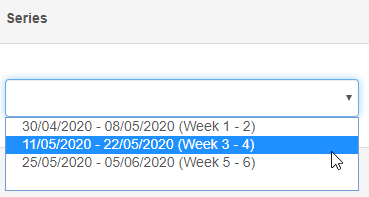 Series
30/04/2020 - 08/05/2020 (Week 1 - 2)
11/05/2020 - 22/05/2020 (Week 3 - 4)
25/05/2020 - 05/06/2020 (Week 5 - 6)